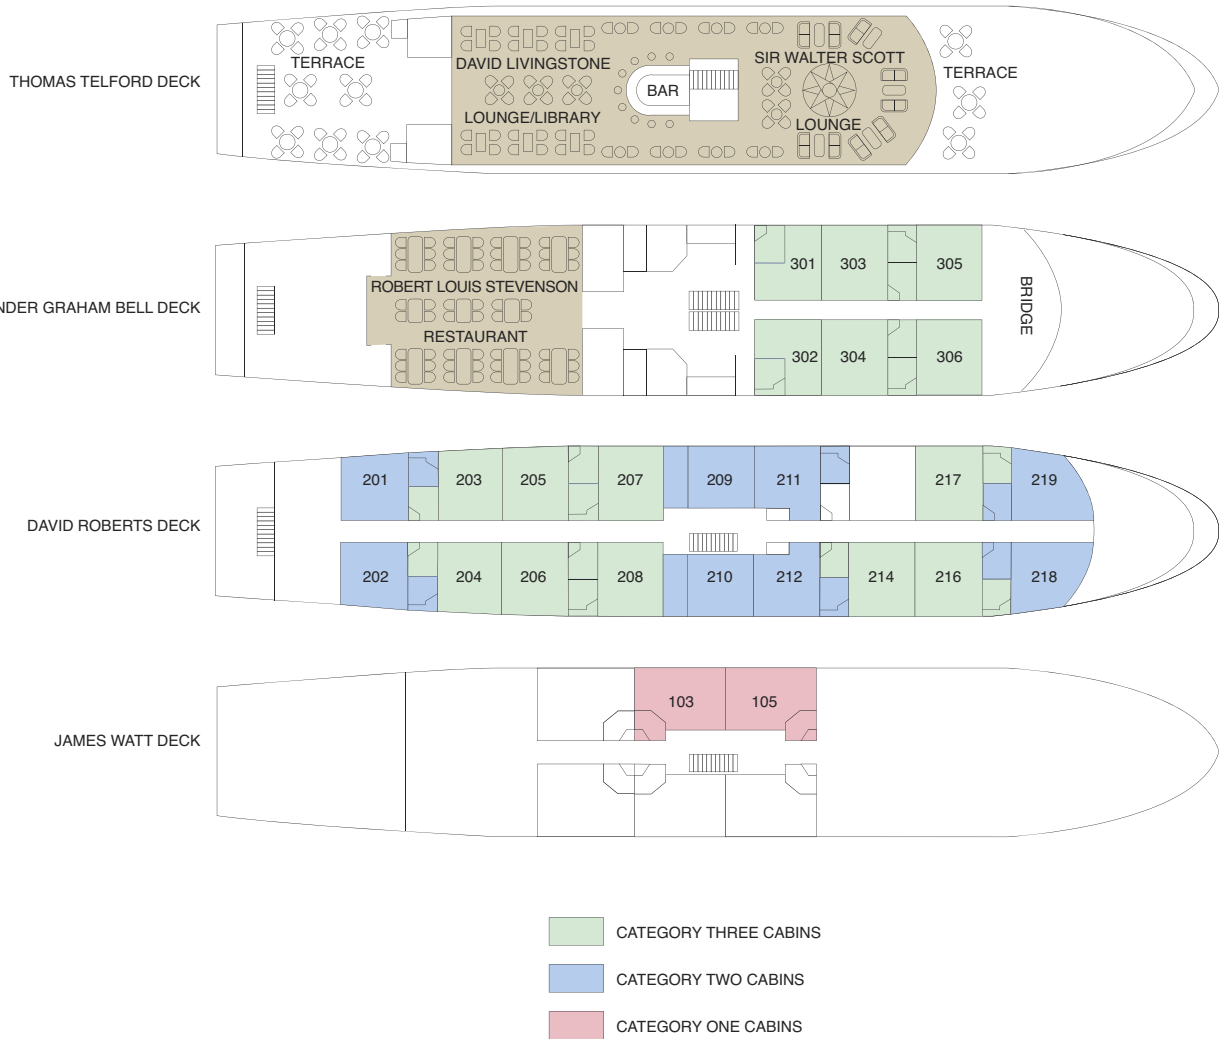 THOMAS TELFORD DECK
TERRACE
DAVID LIVINGSTONE
LOUNGE/LIBRARY
BAR
SIR WALTER SCOTT
LOUNGE
TERRACE
NDER GRAHAM BELL DECK
ROBERT LOUIS STEVENSON
RESTAURANT
301 303 305
302 304 306
BRIDGE
DAVID ROBERTS DECK
201 203 205 207 209 211 217 219
202 204 206 208 210 212 214 216 218
JAMES WATT DECK
103 105
CATEGORY THREE CABINS
CATEGORY TWO CABINS
CATEGORY ONE CABINS